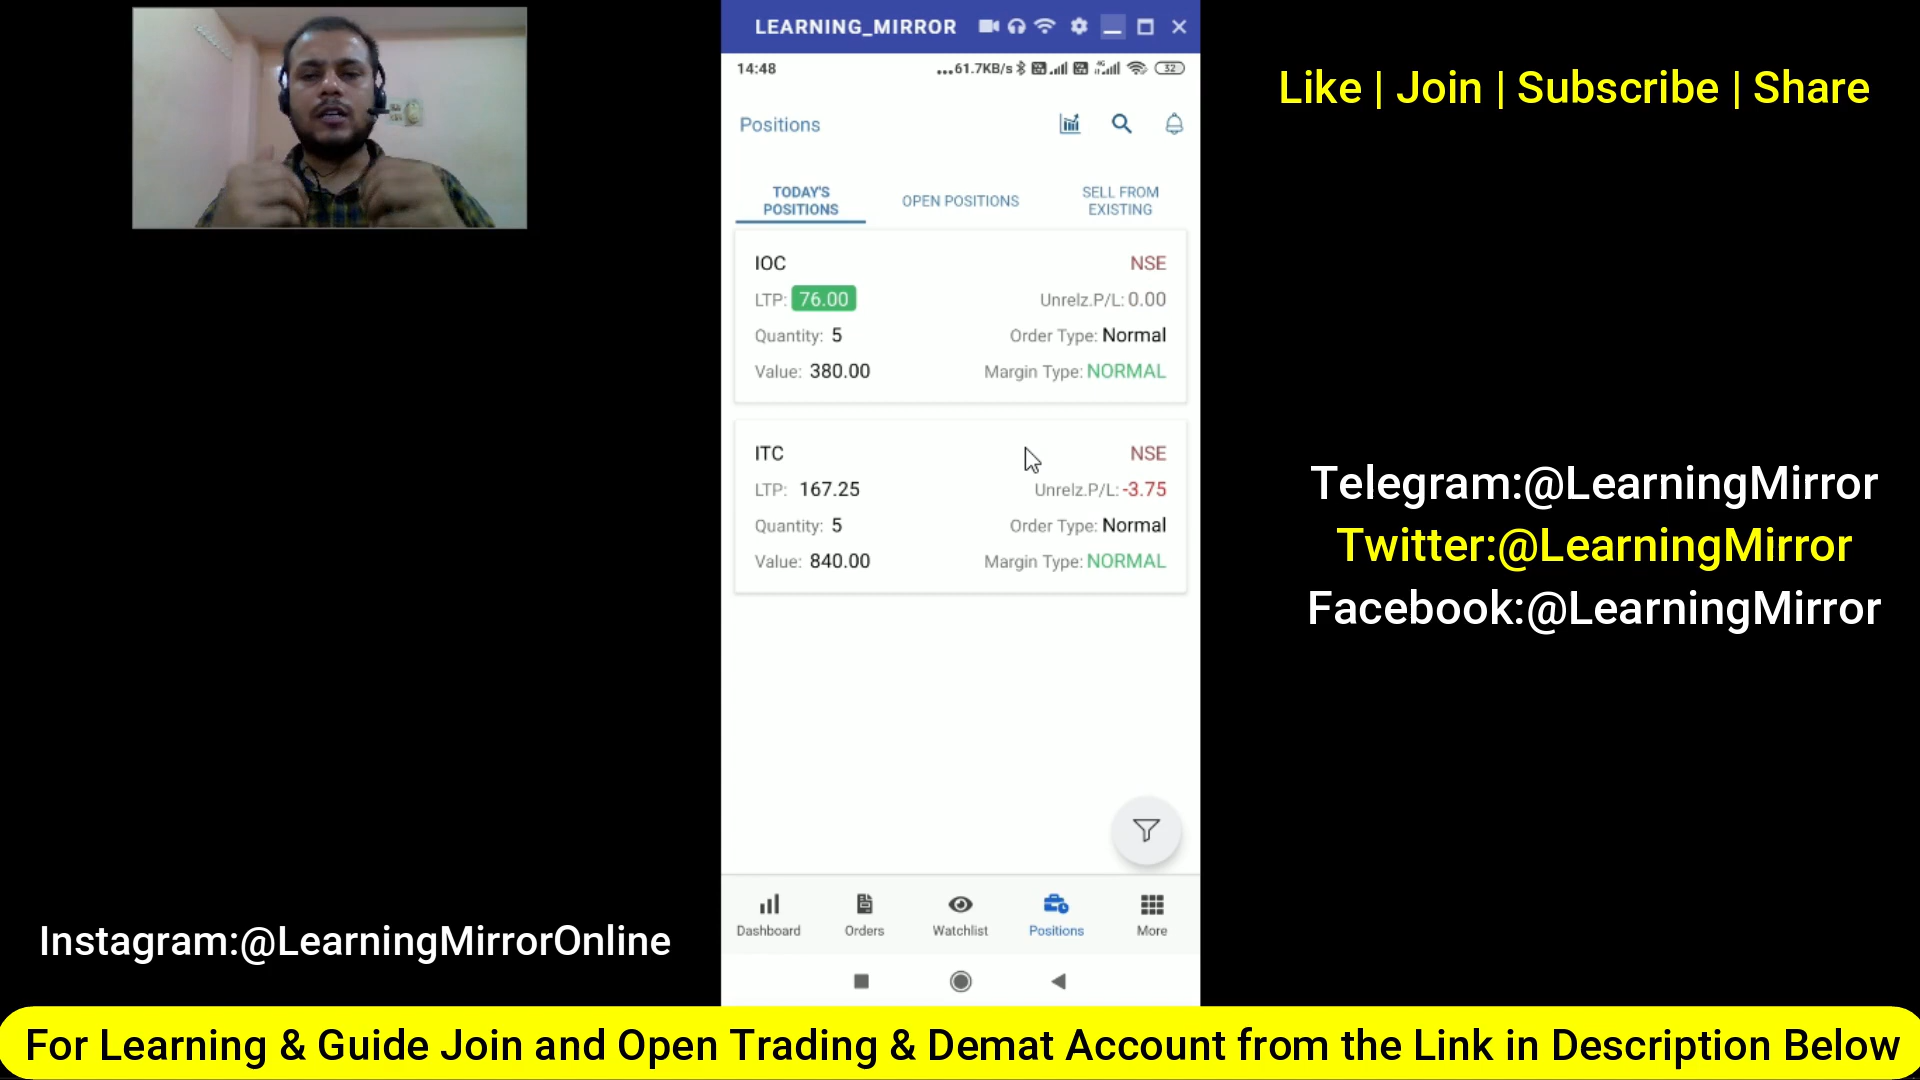 LEARNING_MIRROR
14:48
...61.7KB/s
4G
32
Like | Join | Subscribe | Share
Positions
TODAY'S POSITIONS
OPEN POSITIONS
SELL FROM EXISTING
IOC
NSE
LTP: 76.00
Unrelz.P/L: 0.00
Quantity: 5
Order Type: Normal
Value: 380.00
Margin Type: NORMAL
ITC
NSE
LTP: 167.25
Unrelz.P/L: -3.75
Quantity: 5
Order Type: Normal
Value: 840.00
Margin Type: NORMAL
Telegram:@LearningMirror
Twitter:@LearningMirror
Facebook:@LearningMirror
Dashboard
Orders
Watchlist
Positions
More
Instagram:@LearningMirrorOnline
For Learning & Guide Join and Open Trading & Demat Account from the Link in Description Below